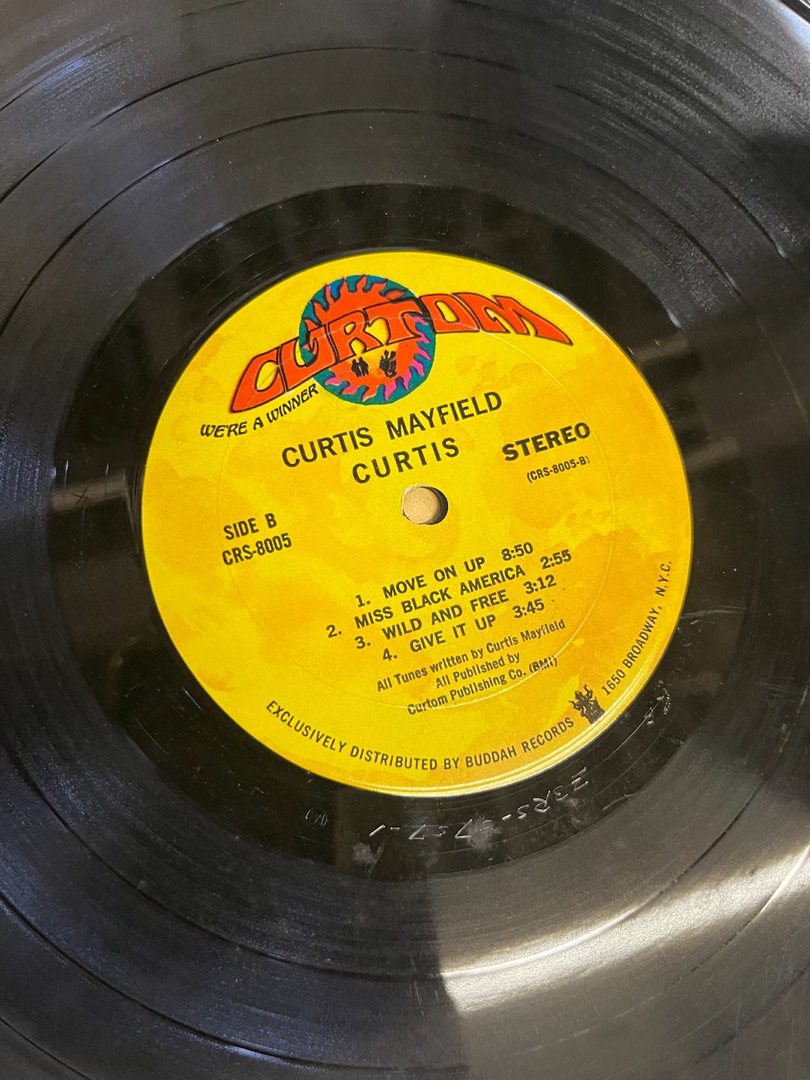 CURTOM
WE'RE A WINNER
CURTIS MAYFIELD
CURTIS
STEREO
(CRS-8005-B)
SIDE B
CRS-8005
1. MOVE ON UP 8:50
2. MISS BLACK AMERICA 2:55
3. WILD AND FREE 3:12
4. GIVE IT UP 3:45
All Tunes written by Curtis Mayfield
All Published by
Curtom Publishing Co. (BMI)
EXCLUSIVELY DISTRIBUTED BY BUDDAH RECORDS 1650 BROADWAY, N.Y.C.